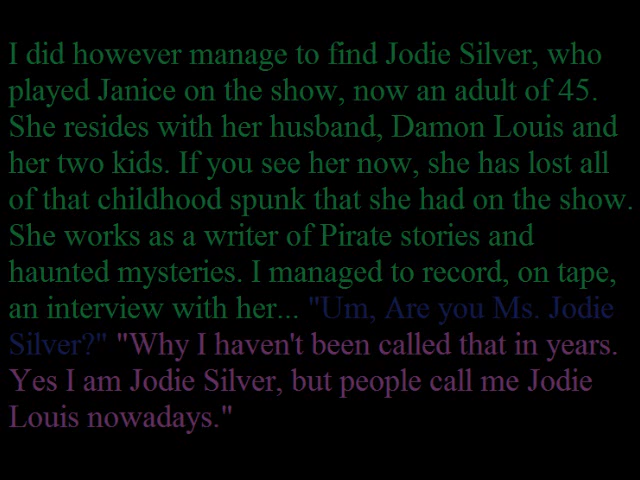 I did however manage to find Jodie Silver, who
played Janice on the show, now an adult of 45.
She resides with her husband, Damon Louis and
her two kids. If you see her now, she has lost all
of that childhood spunk that she had on the show.
She works as a writer of Pirate stories and
haunted mysteries. I managed to record, on tape,
an interview with her... "Um, Are you Ms. Jodie
Silver?" "Why I haven't been called that in years.
Yes I am Jodie Silver, but people call me Jodie
Louis nowadays."